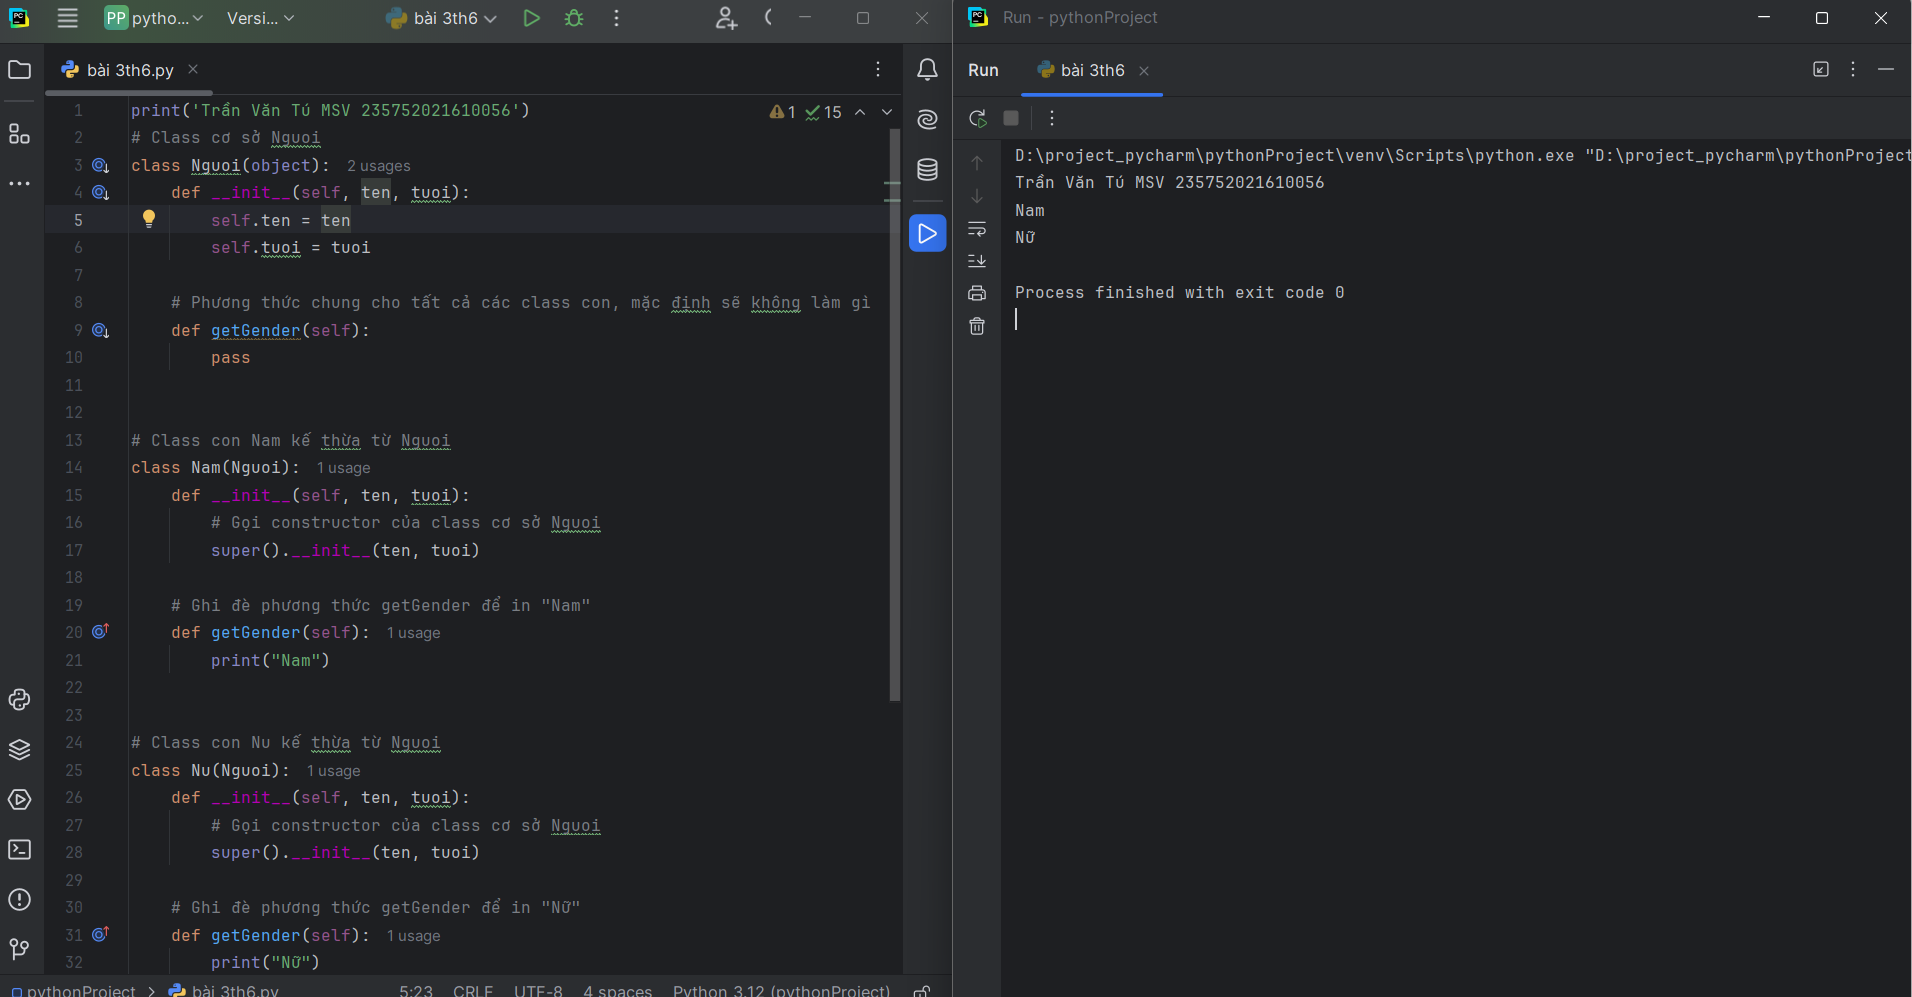 PP pytho... Versi... bài 3th6
bài 3th6.py
1 print('Trần Văn Tú MSV 235752021610056') 1 15
2 # Class cơ sở Nguoi
3 class Nguoi(object): 2 usages
4 def __init__(self, ten, tuoi):
5 self.ten = ten
6 self.tuoi = tuoi
7
8 # Phương thức chung cho tất cả các class con, mặc định sẽ không làm gì
9 def getGender(self):
10 pass
11
12
13 # Class con Nam kế thừa từ Nguoi
14 class Nam(Nguoi): 1 usage
15 def __init__(self, ten, tuoi):
16 # Gọi constructor của class cơ sở Nguoi
17 super().__init__(ten, tuoi)
18
19 # Ghi đè phương thức getGender để in "Nam"
20 def getGender(self): 1 usage
21 print("Nam")
22
23
24 # Class con Nu kế thừa từ Nguoi
25 class Nu(Nguoi): 1 usage
26 def __init__(self, ten, tuoi):
27 # Gọi constructor của class cơ sở Nguoi
28 super().__init__(ten, tuoi)
29
30 # Ghi đè phương thức getGender để in "Nữ"
31 def getGender(self): 1 usage
32 print("Nữ")
pythonProject > bài 3th6.py 5:23 CRLF UTF-8 4 spaces Python 3.12 (pythonProject)
Run - pythonProject
Run bài 3th6
D:\project_pycharm\pythonProject\venv\Scripts\python.exe "D:\project_pycharm\pythonProject
Trần Văn Tú MSV 235752021610056
Nam
Nữ
Process finished with exit code 0